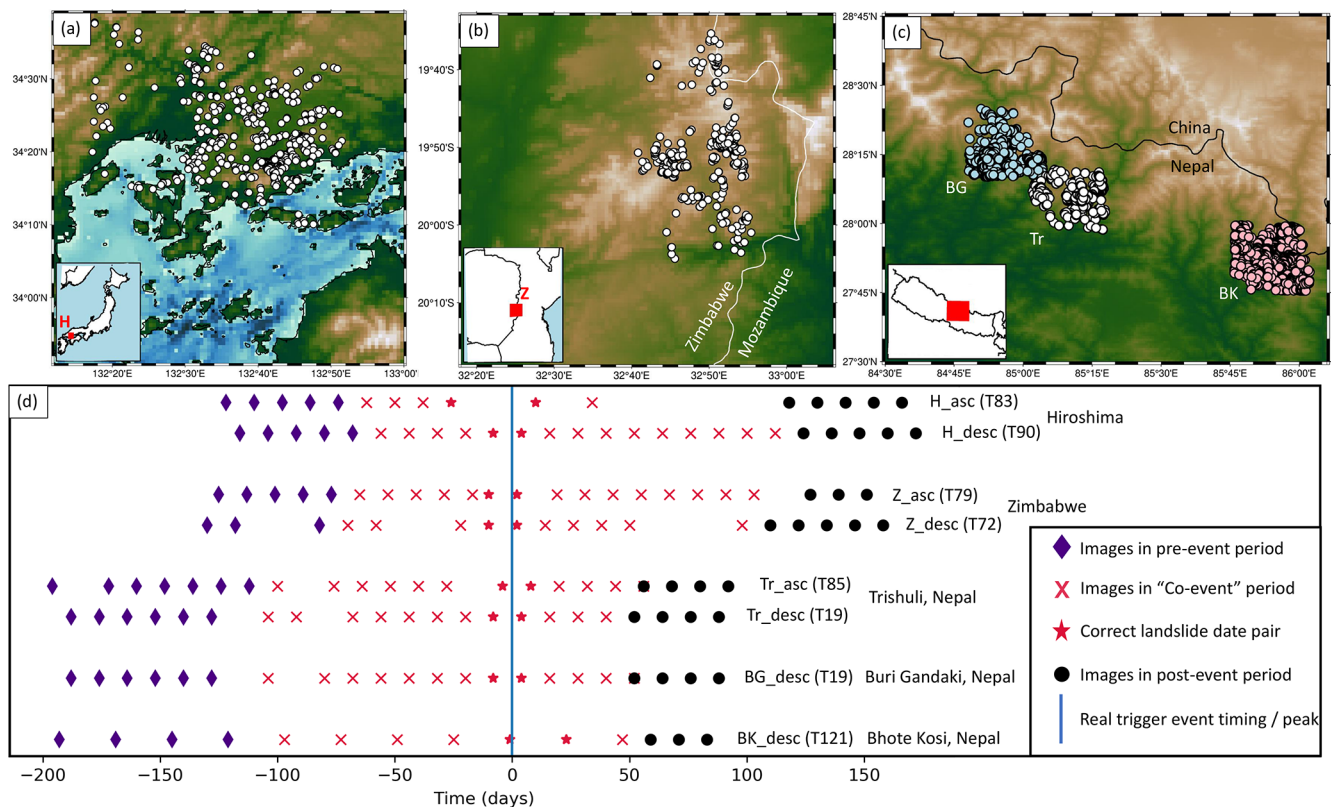 (a)
34°30'N
34°20'N
34°10'N
34°00'N
132°20'E
132°30'E
132°40'E
132°50'E
133°00'E
H
(b)
19°40'S
19°50'S
20°00'S
20°10'S
32°20'E
32°30'E
32°40'E
32°50'E
33°00'E
Z
Zimbabwe
Mozambique
(c)
28°45'N
28°30'N
28°15'N
28°00'N
27°45'N
27°30'N
84°30'E
84°45'E
85°00'E
85°15'E
85°30'E
85°45'E
86°00'E
China
Nepal
BG
Tr
BK
(d)
H_asc (T83)
Hiroshima
H_desc (T90)
Z_asc (T79)
Zimbabwe
Z_desc (T72)
Tr_asc (T85)
Trishuli, Nepal
Tr_desc (T19)
BG_desc (T19) Buri Gandaki, Nepal
BK_desc (T121) Bhote Kosi, Nepal
Images in pre-event period
Images in “Co-event” period
Correct landslide date pair
Images in post-event period
Real trigger event timing / peak
−200
−150
−100
−50
0
50
100
150
Time (days)